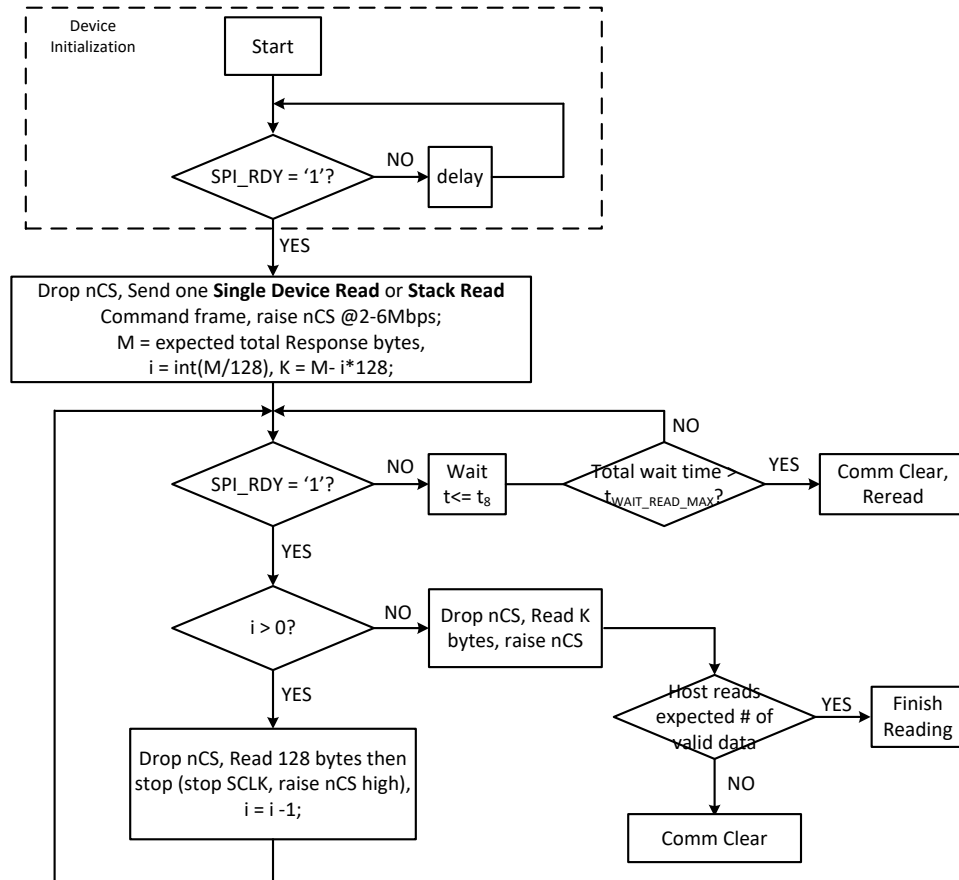 Device
Initialization
Start
SPI_RDY = ‘1’?
NO
delay
YES
Drop nCS, Send one Single Device Read or Stack Read
Command frame, raise nCS @2-6Mbps;
M = expected total Response bytes,
i = int(M/128), K = M- i*128;
NO
SPI_RDY = ‘1’?
NO
Wait
t<= t8
Total wait time >
tWAIT_READ_MAX?
YES
Comm Clear,
Reread
YES
i > 0?
NO
Drop nCS, Read K
bytes, raise nCS
YES
Host reads
expected # of
valid data
YES
Finish
Reading
Drop nCS, Read 128 bytes then
stop (stop SCLK, raise nCS high),
i = i -1;
NO
Comm Clear